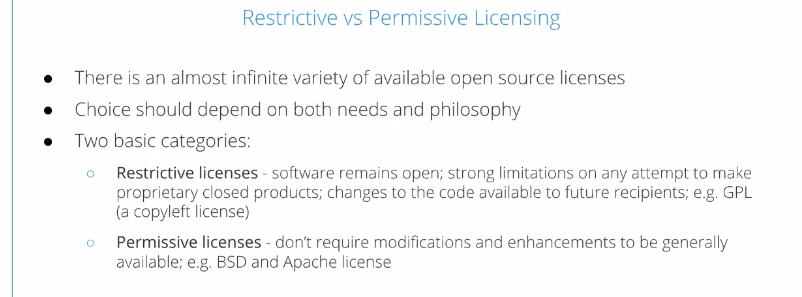 Restrictive vs Permissive Licensing
● There is an almost infinite variety of available open source licenses
● Choice should depend on both needs and philosophy
● Two basic categories:
○ Restrictive licenses - software remains open; strong limitations on any attempt to make
proprietary closed products; changes to the code available to future recipients; e.g. GPL
(a copyleft license)
○ Permissive licenses - don’t require modifications and enhancements to be generally
available; e.g. BSD and Apache license